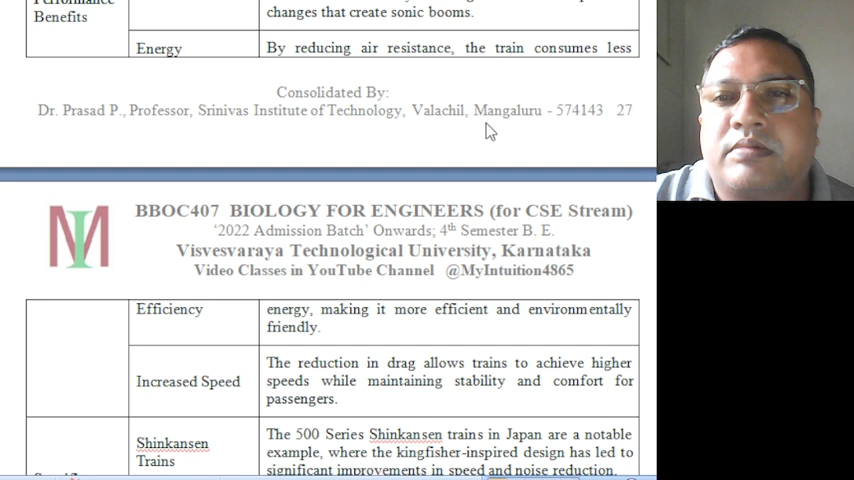 Performance
Benefits
changes that create sonic booms.
Energy
By reducing air resistance, the train consumes less
Consolidated By:
Dr. Prasad P., Professor, Srinivas Institute of Technology, Valachil, Mangaluru - 574143 27
MI
BBOC407 BIOLOGY FOR ENGINEERS (for CSE Stream)
‘2022 Admission Batch’ Onwards; 4th Semester B. E.
Visvesvaraya Technological University, Karnataka
Video Classes in YouTube Channel @MyIntuition4865
Efficiency
energy, making it more efficient and environmentally
friendly.
Increased Speed
The reduction in drag allows trains to achieve higher
speeds while maintaining stability and comfort for
passengers.
Shinkansen
Trains
The 500 Series Shinkansen trains in Japan are a notable
example, where the kingfisher-inspired design has led to
significant improvements in speed and noise reduction.